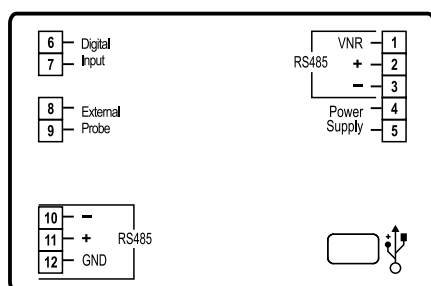 6 Digital
7 Input
8 External
9 Probe
10 −
11 + RS485
12 GND
VNR 1
RS485 + 2
− 3
Power 4
Supply 5